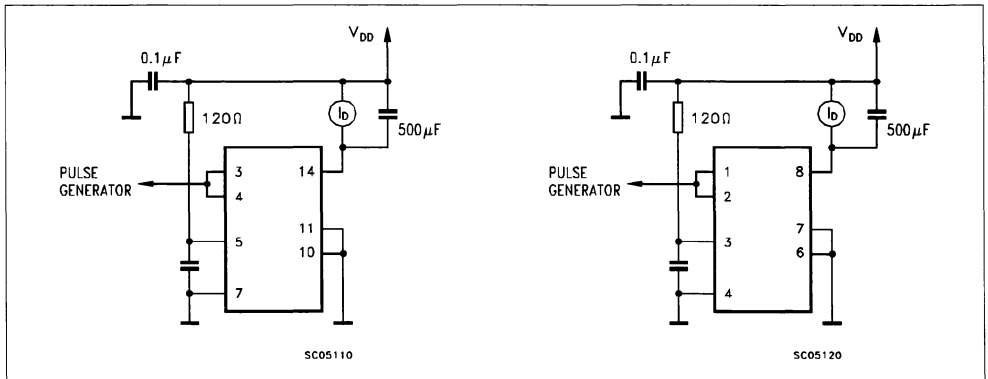 V_DD
0.1μF
120Ω
I_D
500μF
PULSE
GENERATOR
3
4
5
7
14
11
10
SC05110
V_DD
0.1μF
120Ω
I_D
500μF
PULSE
GENERATOR
1
2
3
4
8
7
6
SC05120